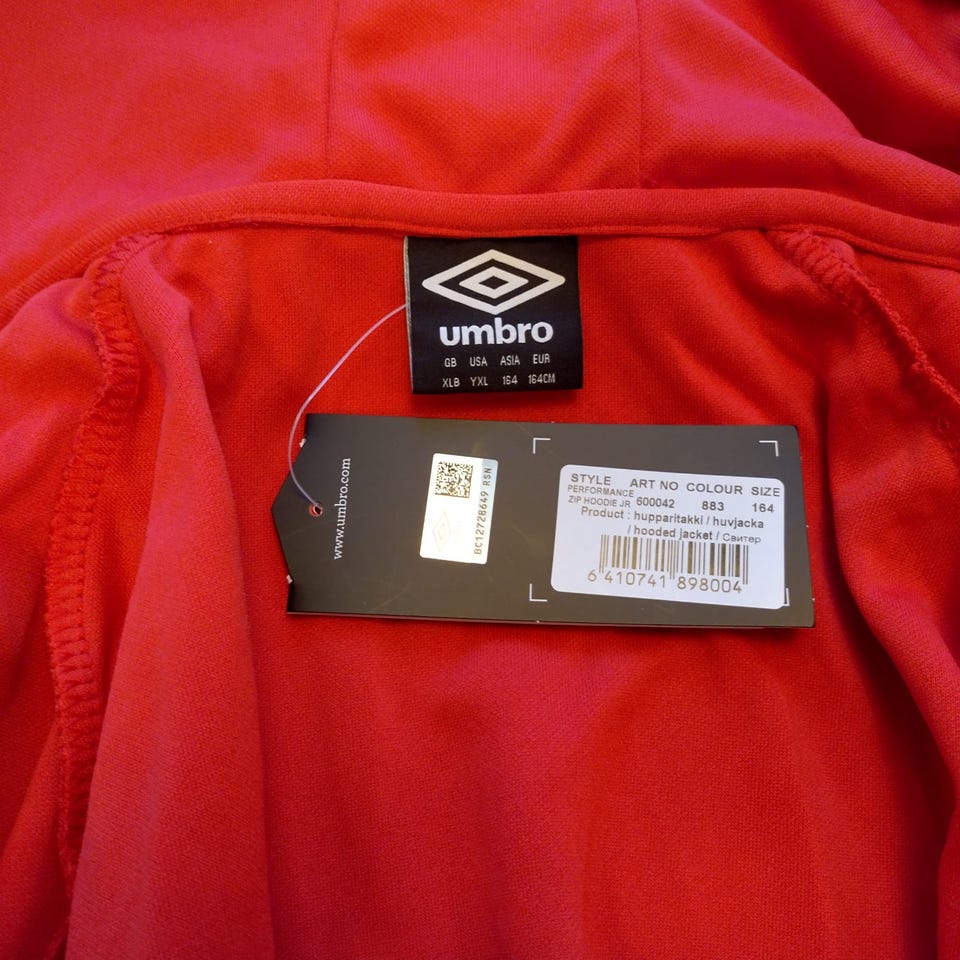 umbro
GB USA ASIA EUR
XLB YXL 164 164CM
www.umbro.com
BC12728649 RSN
STYLE ART NO COLOUR SIZE
PERFORMANCE
ZIP HOODIE JR 600042 883 164
Product : hupparitakki / huvjacka
/ hooded jacket / Свитер
6 410741 898004